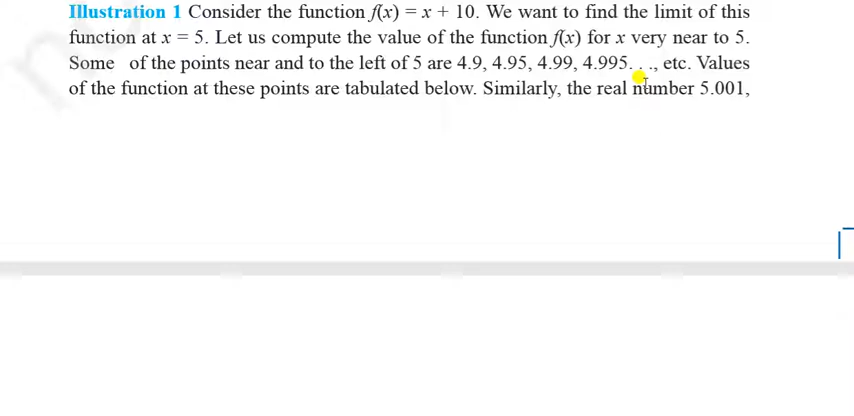 Illustration 1 Consider the function f(x) = x + 10. We want to find the limit of this
function at x = 5. Let us compute the value of the function f(x) for x very near to 5.
Some of the points near and to the left of 5 are 4.9, 4.95, 4.99, 4.995. . ., etc. Values
of the function at these points are tabulated below. Similarly, the real number 5.001,